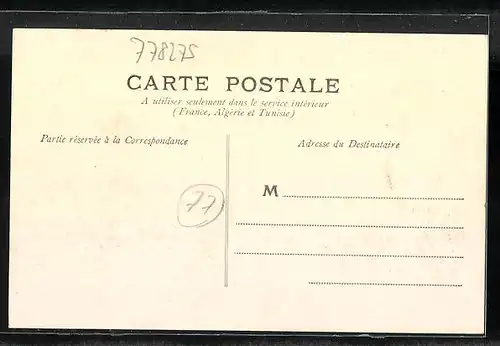 778275
CARTE POSTALE
A utiliser seulement dans le service intérieur
(France, Algérie et Tunisie)
Partie réservée à la Correspondance
Adresse du Destinataire
M
77